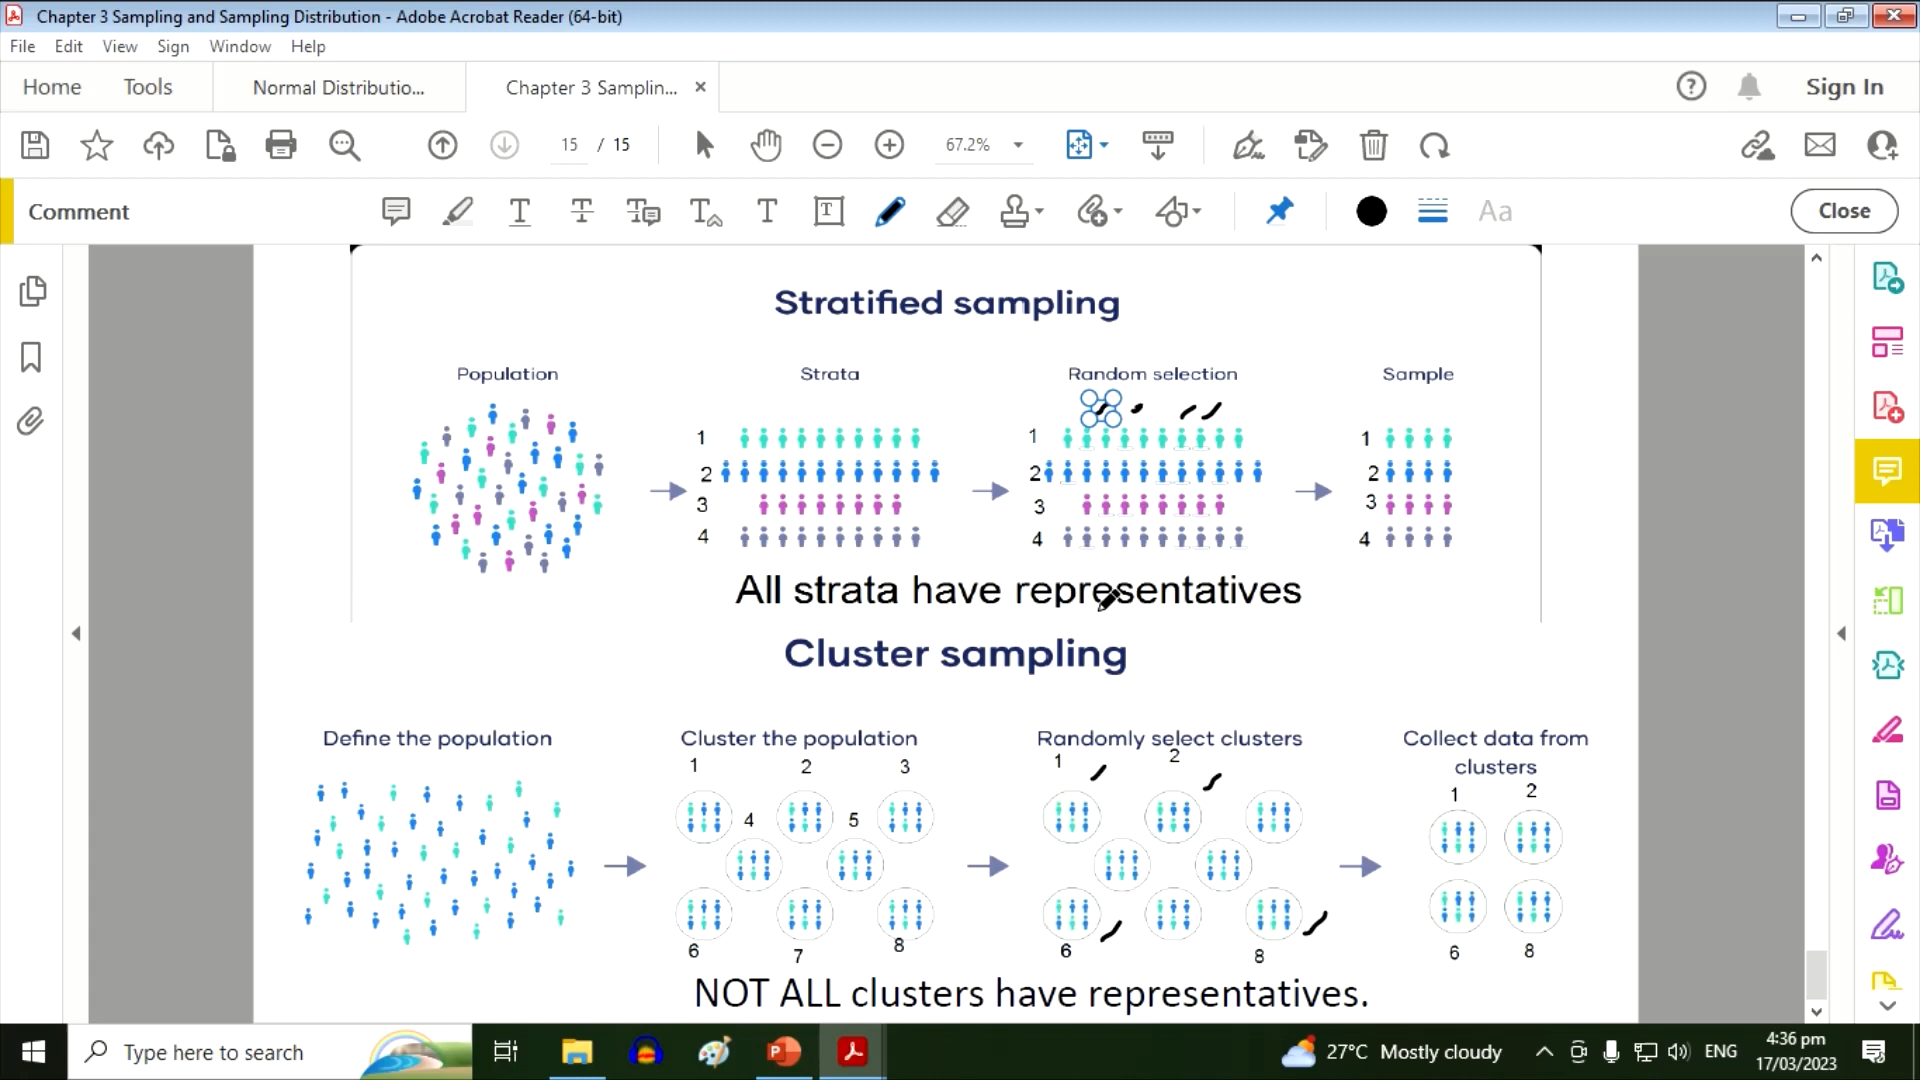 Chapter 3 Sampling and Sampling Distribution - Adobe Acrobat Reader (64-bit)
File Edit View Sign Window Help
Home Tools Normal Distributio... Chapter 3 Samplin... × Sign In
15 / 15 67.2%
Comment Aa Close
Stratified sampling
Population Strata Random selection Sample
1 1 1
2 2 2
3 3 3
4 4 4
All strata have representatives
Cluster sampling
Define the population Cluster the population Randomly select clusters Collect data from
clusters
1 2 3 1 2 1 2
4 5
6 7 8 6 8 6 8
NOT ALL clusters have representatives.
Type here to search 27°C Mostly cloudy ENG 4:36 pm
17/03/2023